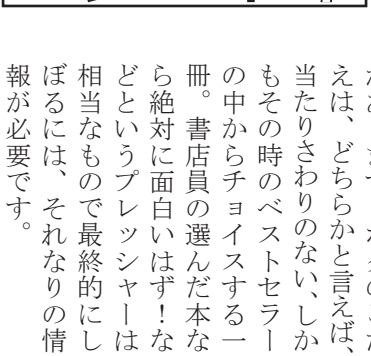 えは、どちらかと言えば、
当たりさわりのない、しか
もその時のベストセラー
の中からチョイスする一
冊。書店員の選んだ本な
ら絶対に面白いはず！な
どというプレッシャーは
相当なもので最終的にし
ぼるには、それなりの情
報が必要です。